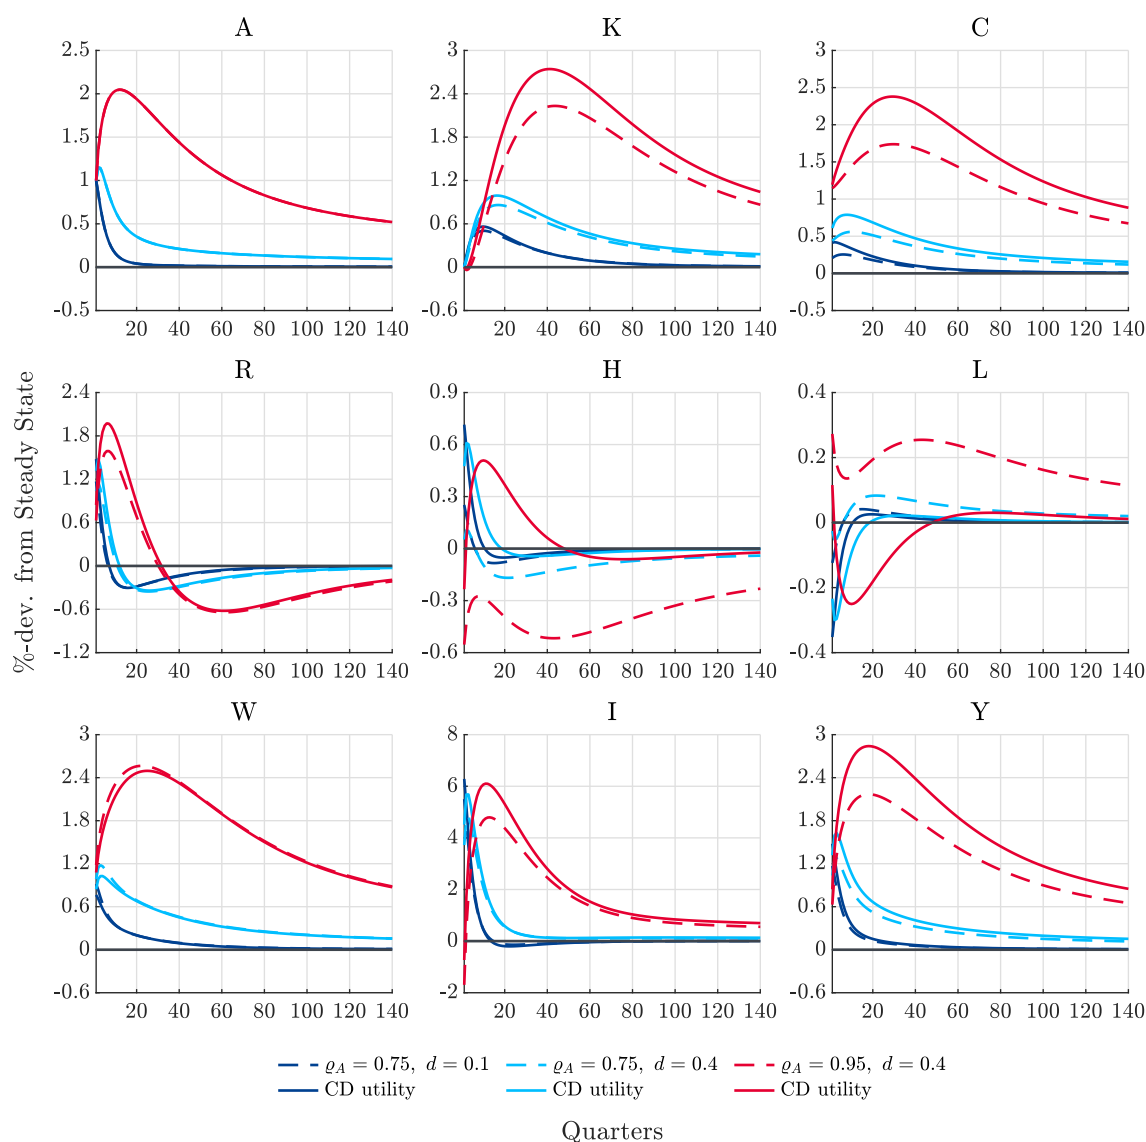 A K C
2.5 3 3
2 2.4 2.5
1.5 1.8 2
1 1.2 1.5
0.5 0.6 1
0 0 0.5
-0.5 -0.6 0
-0.5
20 40 60 80 100 120 140 20 40 60 80 100 120 140 20 40 60 80 100 120 140
%-dev. from Steady State
R H L
2.4 0.9 0.4
1.8 0.6 0.2
1.2 0.3 0
0.6 0 -0.2
0 -0.3 -0.4
-0.6 -0.6
-1.2
20 40 60 80 100 120 140 20 40 60 80 100 120 140 20 40 60 80 100 120 140
W I Y
3 8 3
2.4 6 2.4
1.8 4 1.8
1.2 2 1.2
0.6 0 0.6
0 -2 0
-0.6 -0.6
20 40 60 80 100 120 140 20 40 60 80 100 120 140 20 40 60 80 100 120 140
ϱ_A = 0.75, d = 0.1 ϱ_A = 0.75, d = 0.4 ϱ_A = 0.95, d = 0.4
CD utility CD utility CD utility
Quarters